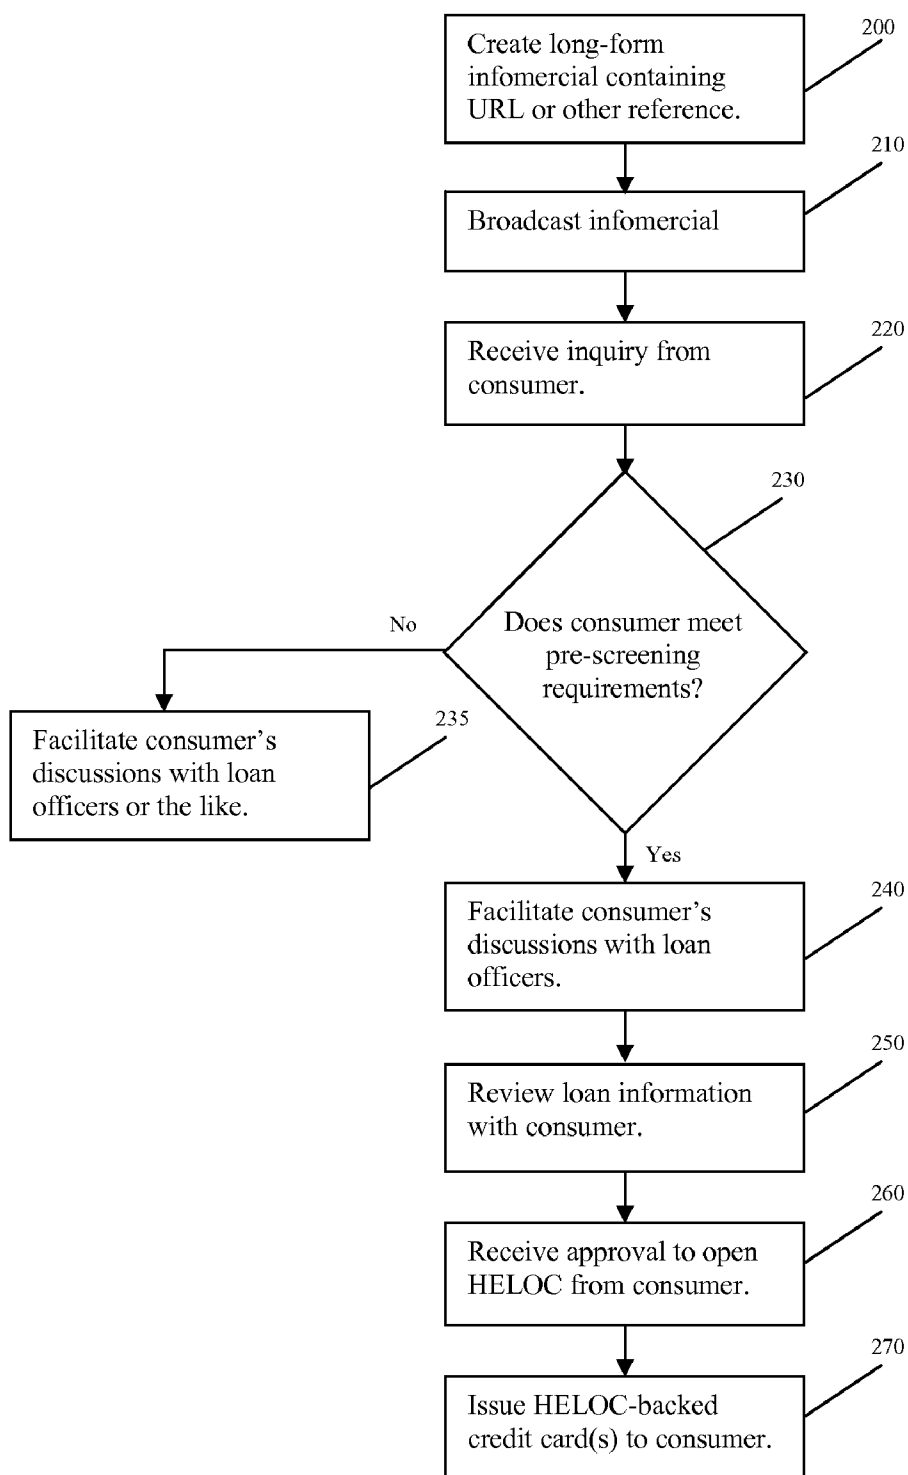 200
Create long-form
infomercial containing
URL or other reference.
210
Broadcast infomercial
220
Receive inquiry from
consumer.
230
Does consumer meet
pre-screening
requirements?
No
235
Facilitate consumer’s
discussions with loan
officers or the like.
Yes
240
Facilitate consumer’s
discussions with loan
officers.
250
Review loan information
with consumer.
260
Receive approval to open
HELOC from consumer.
270
Issue HELOC-backed
credit card(s) to consumer.